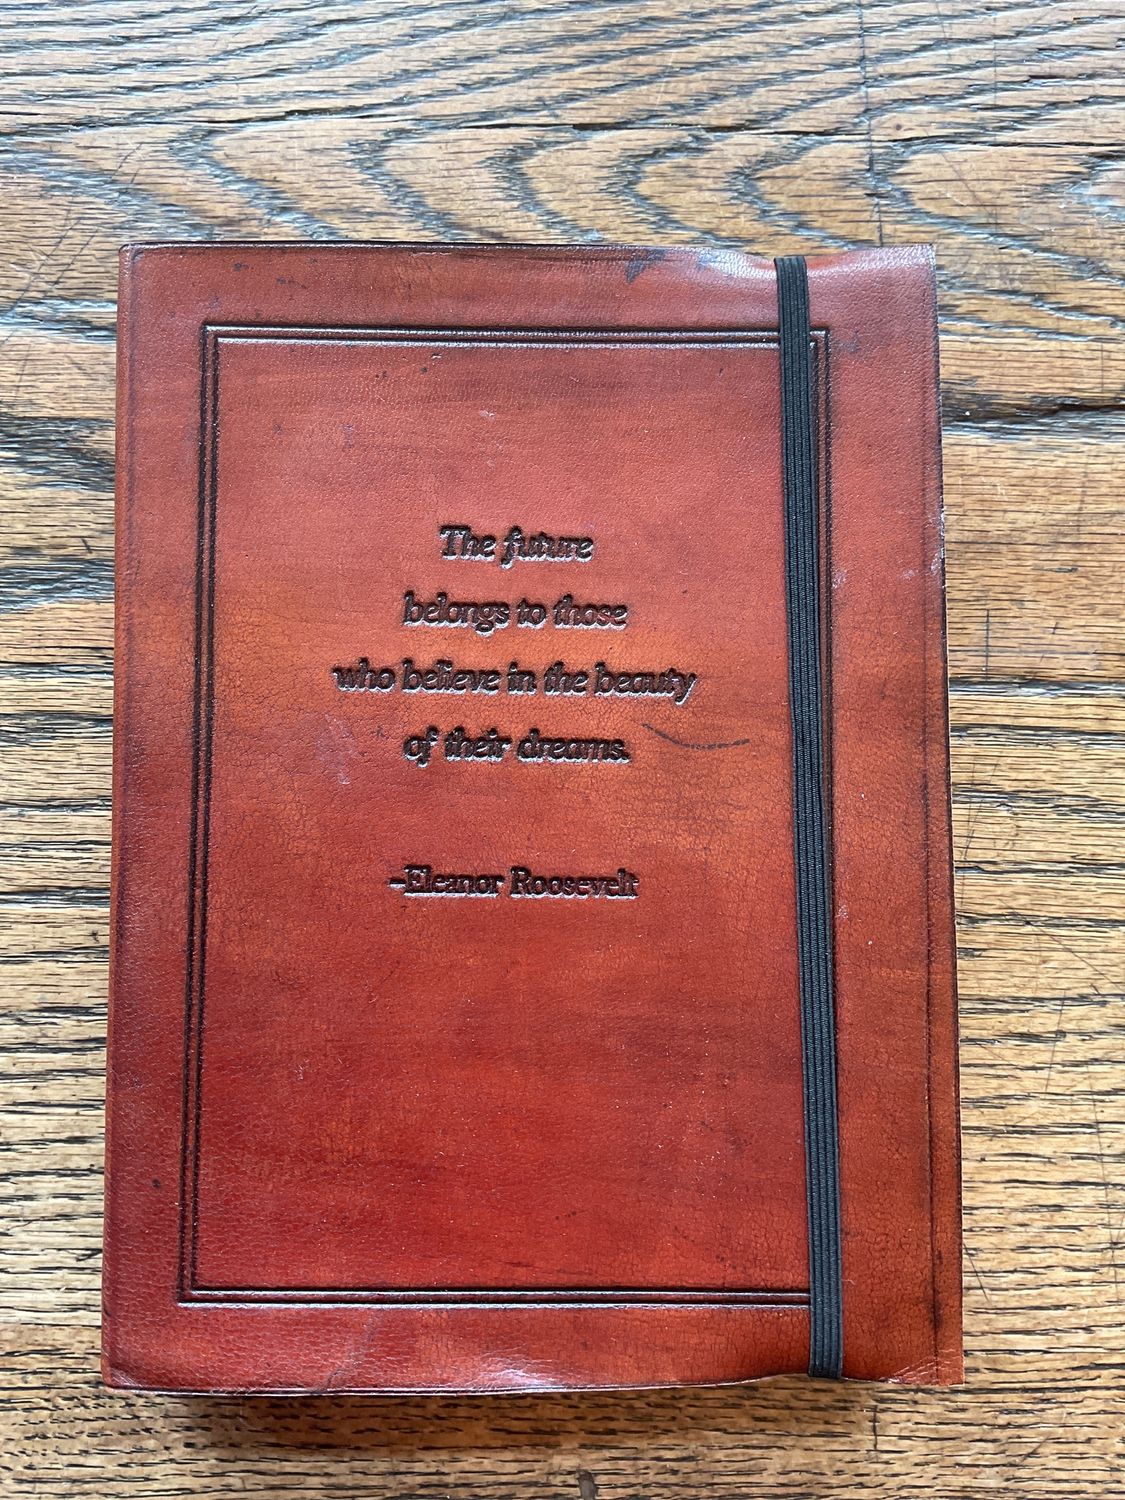 The future
belongs to those
who believe in the beauty
of their dreams.
-Eleanor Roosevelt